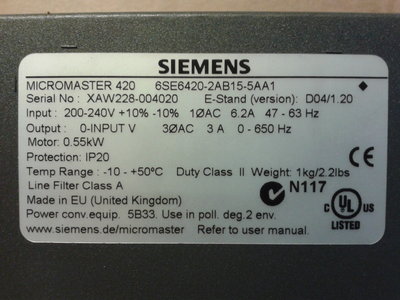 SIEMENS
MICROMASTER 420 6SE6420-2AB15-5AA1
Serial No : XAW228-004020 E-Stand (version): D04/1.20
Input : 200-240V +10% -10% 1ØAC 6.2A 47 - 63 Hz
Output : 0-INPUT V 3ØAC 3 A 0 - 650 Hz
Motor: 0.55kW
Protection: IP20
Temp Range : -10 - +50°C Duty Class II Weight: 1kg/2.2lbs
Line Filter Class A N117
Made in EU (United Kingdom)
Power conv.equip. 5B33. Use in poll. deg.2 env.
www.siemens.de/micromaster Refer to user manual.
C UL US
LISTED